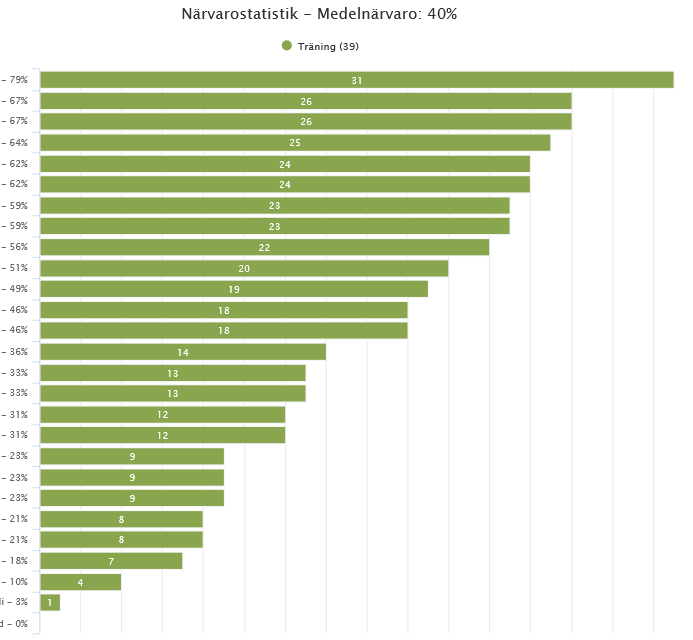 Närvarostatistik - Medelnärvaro: 40%
Träning (39)
- 79% 31
- 67% 26
- 67% 26
- 64% 25
- 62% 24
- 62% 24
- 59% 23
- 59% 23
- 56% 22
- 51% 20
- 49% 19
- 46% 18
- 46% 18
- 36% 14
- 33% 13
- 33% 13
- 31% 12
- 31% 12
- 23% 9
- 23% 9
- 23% 9
- 21% 8
- 21% 8
- 18% 7
- 10% 4
li - 3% 1
d - 0%